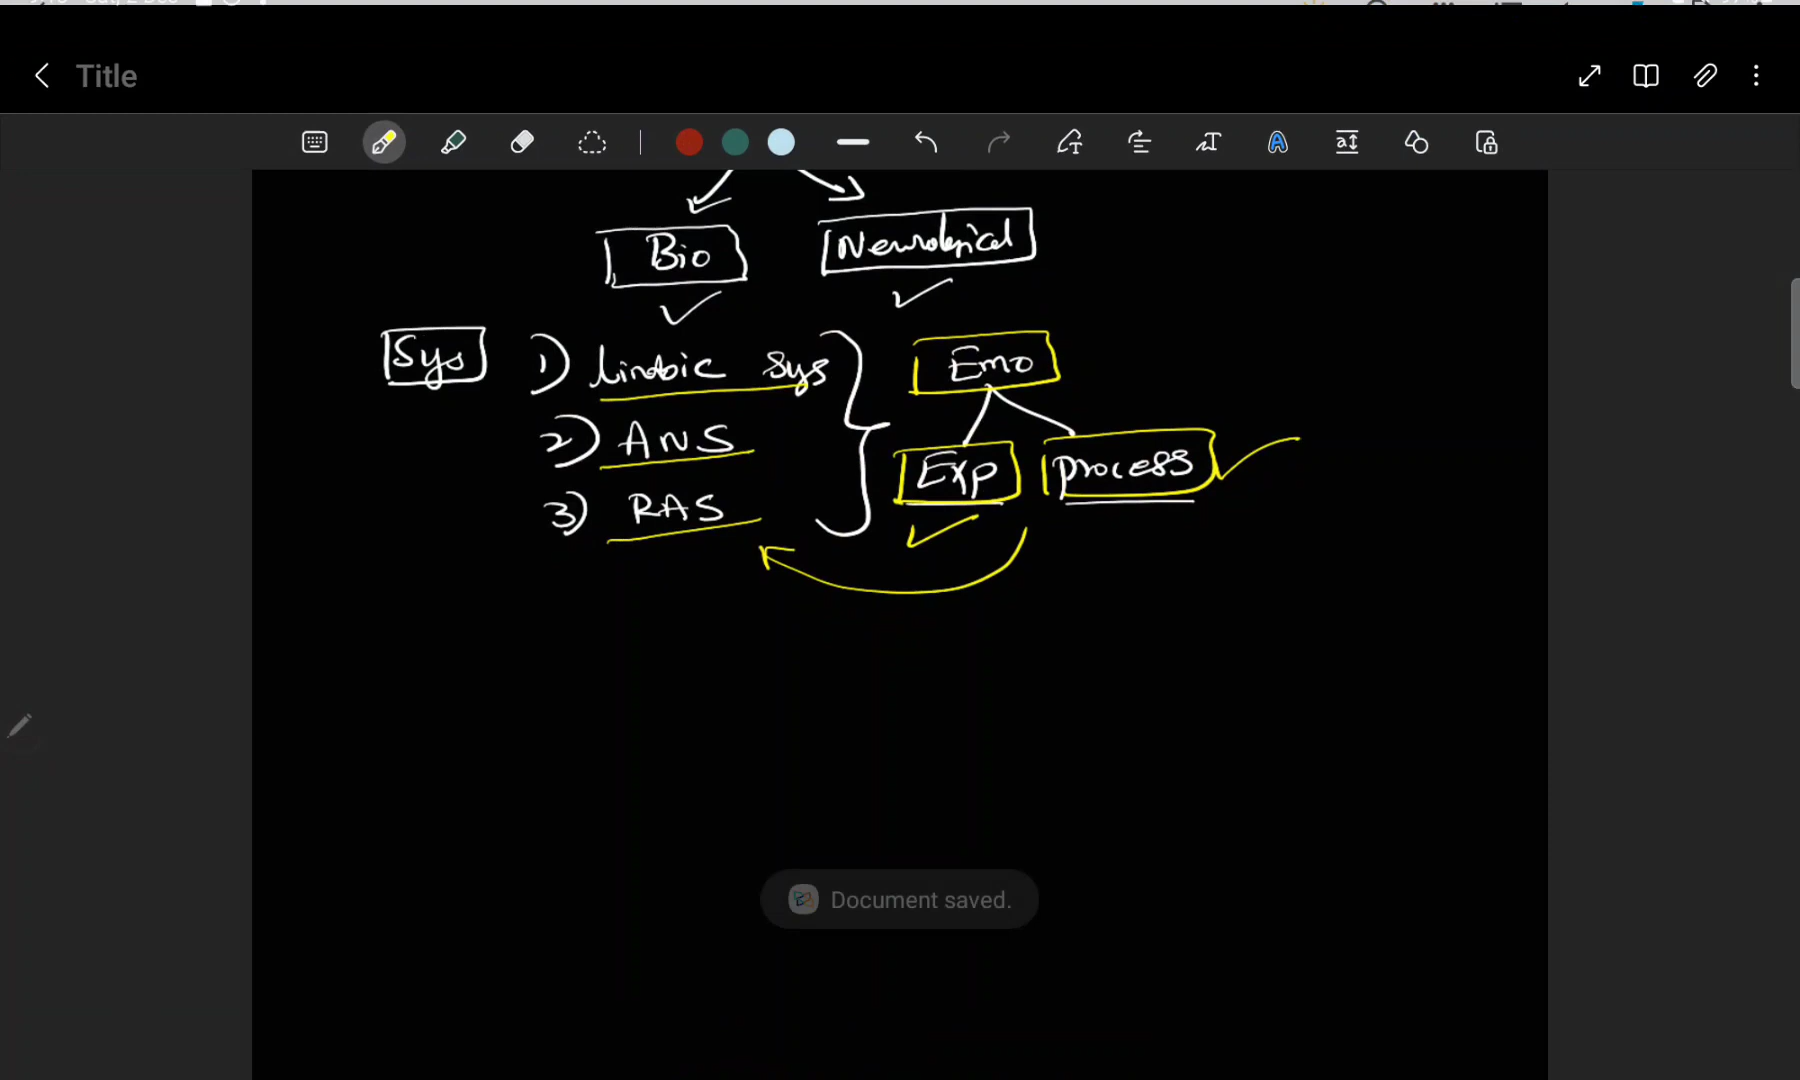 Title
Bio
Neurological
Sys
1) Limbic Sys
2) ANS
3) RAS
Emo
Exp
process
Document saved.